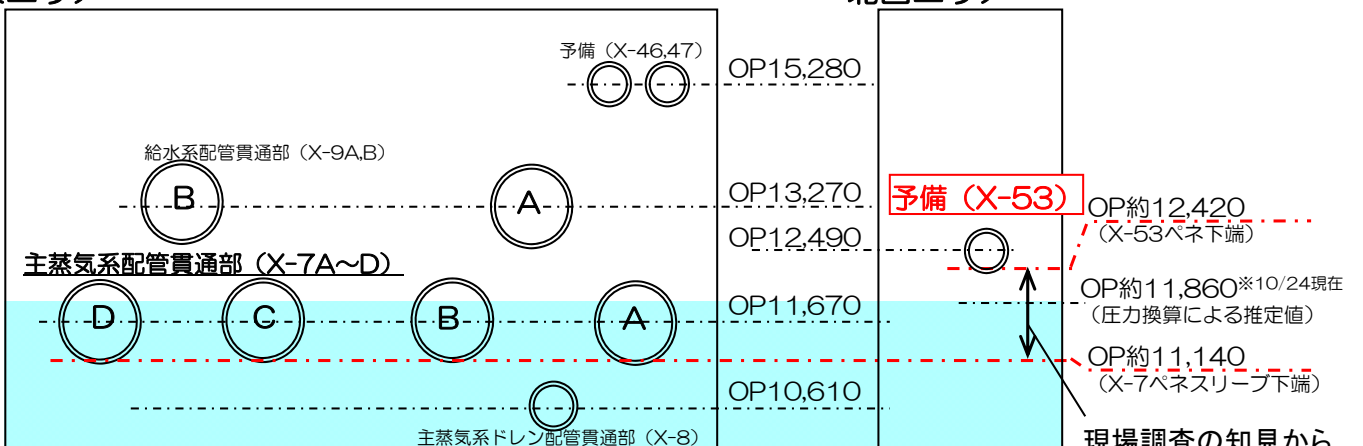 予備（X-46,47）
OP15,280
給水系配管貫通部（X-9A,B）
B
A
OP13,270
予備（X-53）
OP約12,420
（X-53ペネ下端）
OP12,490
主蒸気系配管貫通部（X-7A～D）
D
C
B
A
OP11,670
OP約11,860※10/24現在
（圧力換算による推定値）
OP約11,140
（X-7ペネスリーブ下端）
OP10,610
主蒸気系ドレン配管貫通部（X-8）
現場調査の知見から